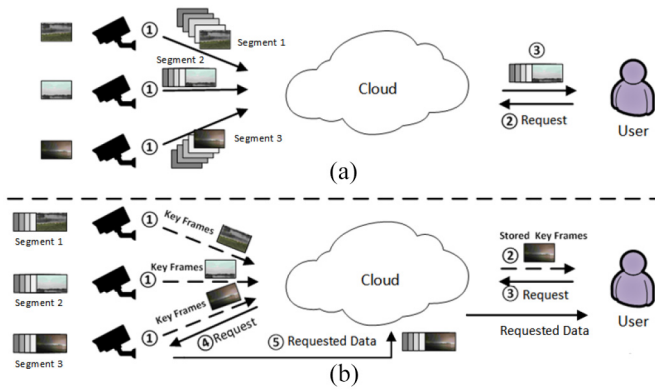 ① Segment 1
③
Segment 2
① Cloud
① Segment 3
② Request
User
(a)
① Key Frames
Segment 1
Stored Key Frames
②
Key Frames
① Cloud
Segment 2
③ Request
Key Frames
User
① ④ Request ⑤ Requested Data
Requested Data
Segment 3
(b)